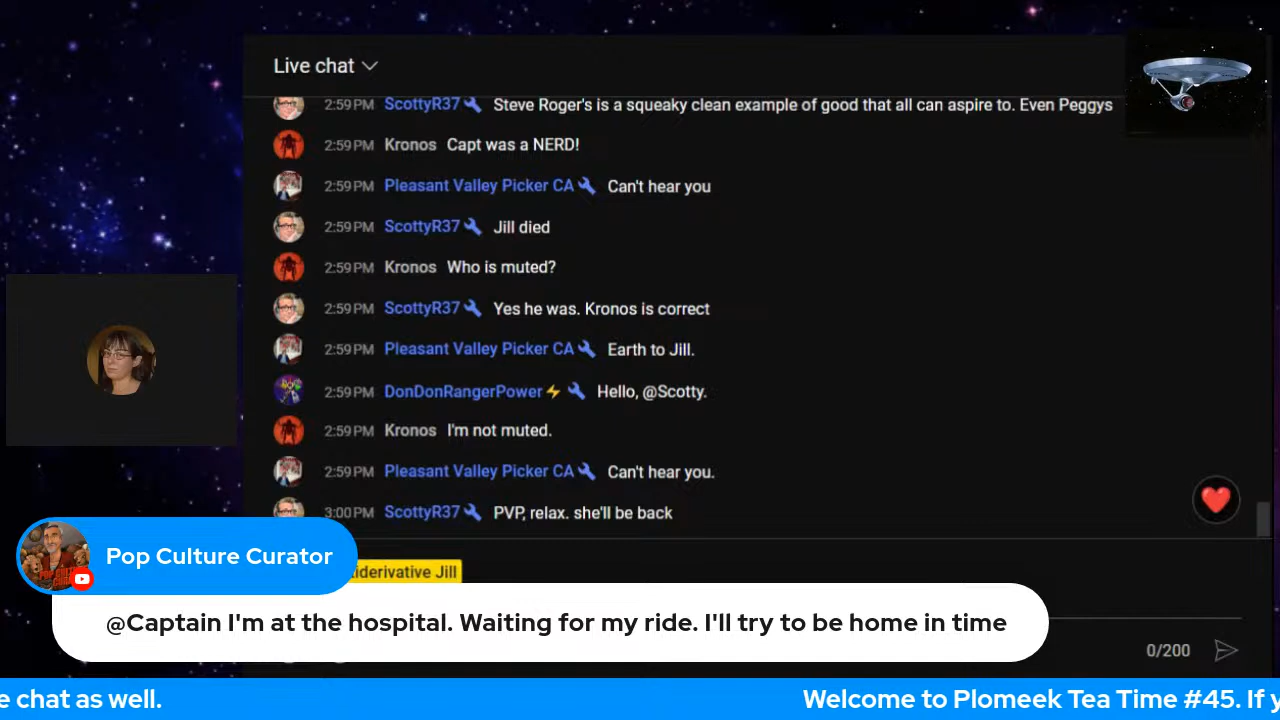 Live chat
2:59 PM ScottyR37 Steve Roger's is a squeaky clean example of good that all can aspire to. Even Peggys
2:59 PM Kronos Capt was a NERD!
2:59 PM Pleasant Valley Picker CA Can't hear you
2:59 PM ScottyR37 Jill died
2:59 PM Kronos Who is muted?
2:59 PM ScottyR37 Yes he was. Kronos is correct
2:59 PM Pleasant Valley Picker CA Earth to Jill.
2:59 PM DonDonRangerPower⚡ Hello, @Scotty.
2:59 PM Kronos I'm not muted.
2:59 PM Pleasant Valley Picker CA Can't hear you.
3:00 PM ScottyR37 PVP, relax. she'll be back
Pop Culture Curator
iderivative Jill
@Captain I'm at the hospital. Waiting for my ride. I'll try to be home in time
0/200
e chat as well. Welcome to Plomeek Tea Time #45. If y